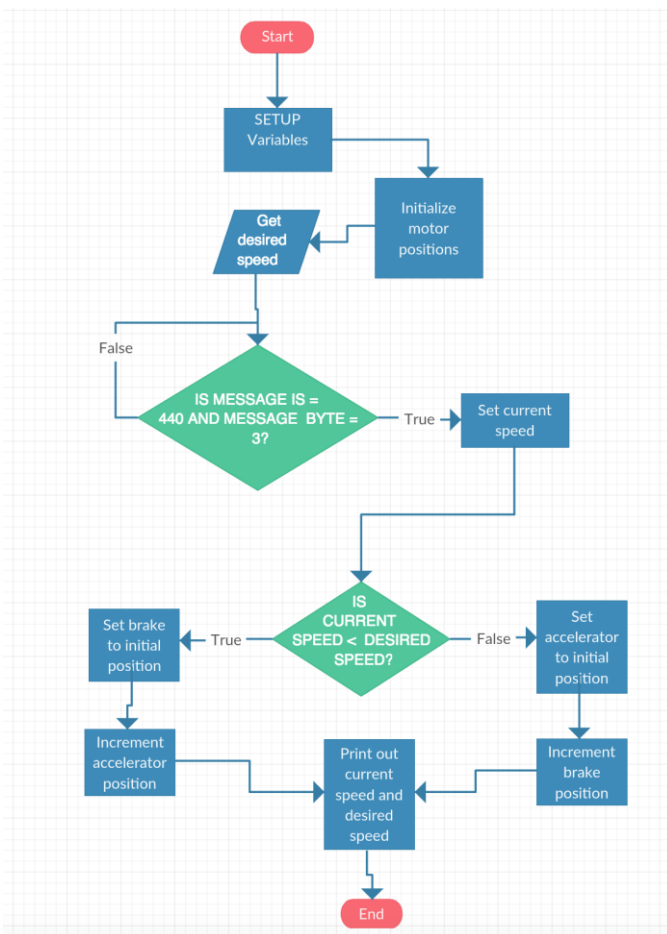 Start
SETUP
Variables
Initialize
motor
positions
Get
desired
speed
False
IS MESSAGE IS =
440 AND MESSAGE BYTE =
3?
True
Set current
speed
IS
CURRENT
SPEED < DESIRED
SPEED?
True
Set brake
to initial
position
False
Set
accelerator
to initial
position
Increment
accelerator
position
Print out
current
speed and
desired
speed
Increment
brake
position
End